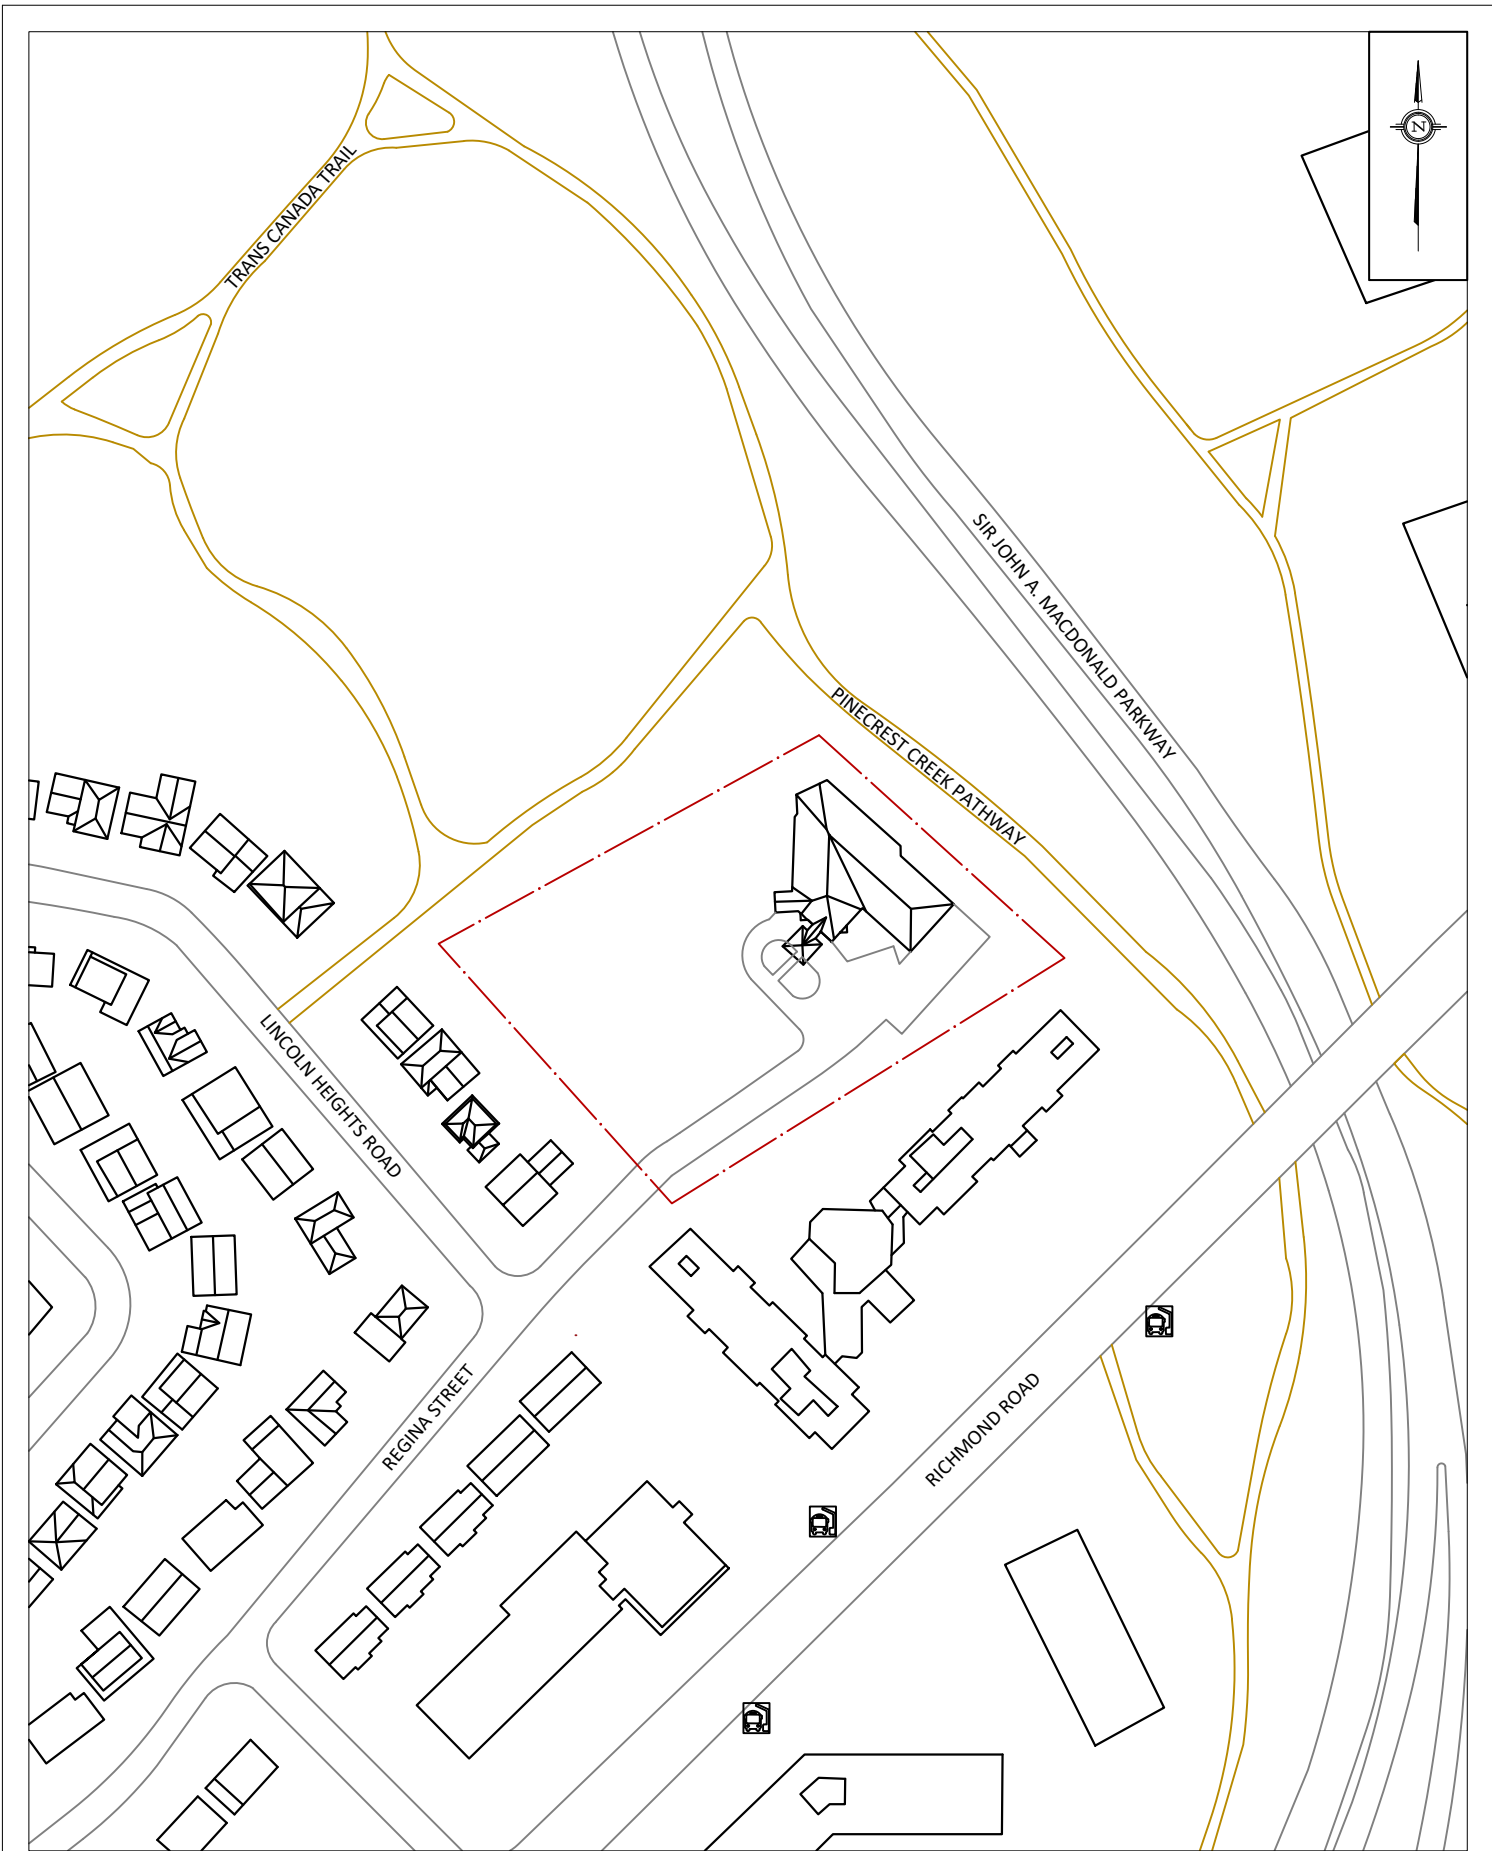 N
TRANS CANADA TRAIL
SIR JOHN A. MACDONALD PARKWAY
PINECREST CREEK PATHWAY
LINCOLN HEIGHTS ROAD
REGINA STREET
RICHMOND ROAD